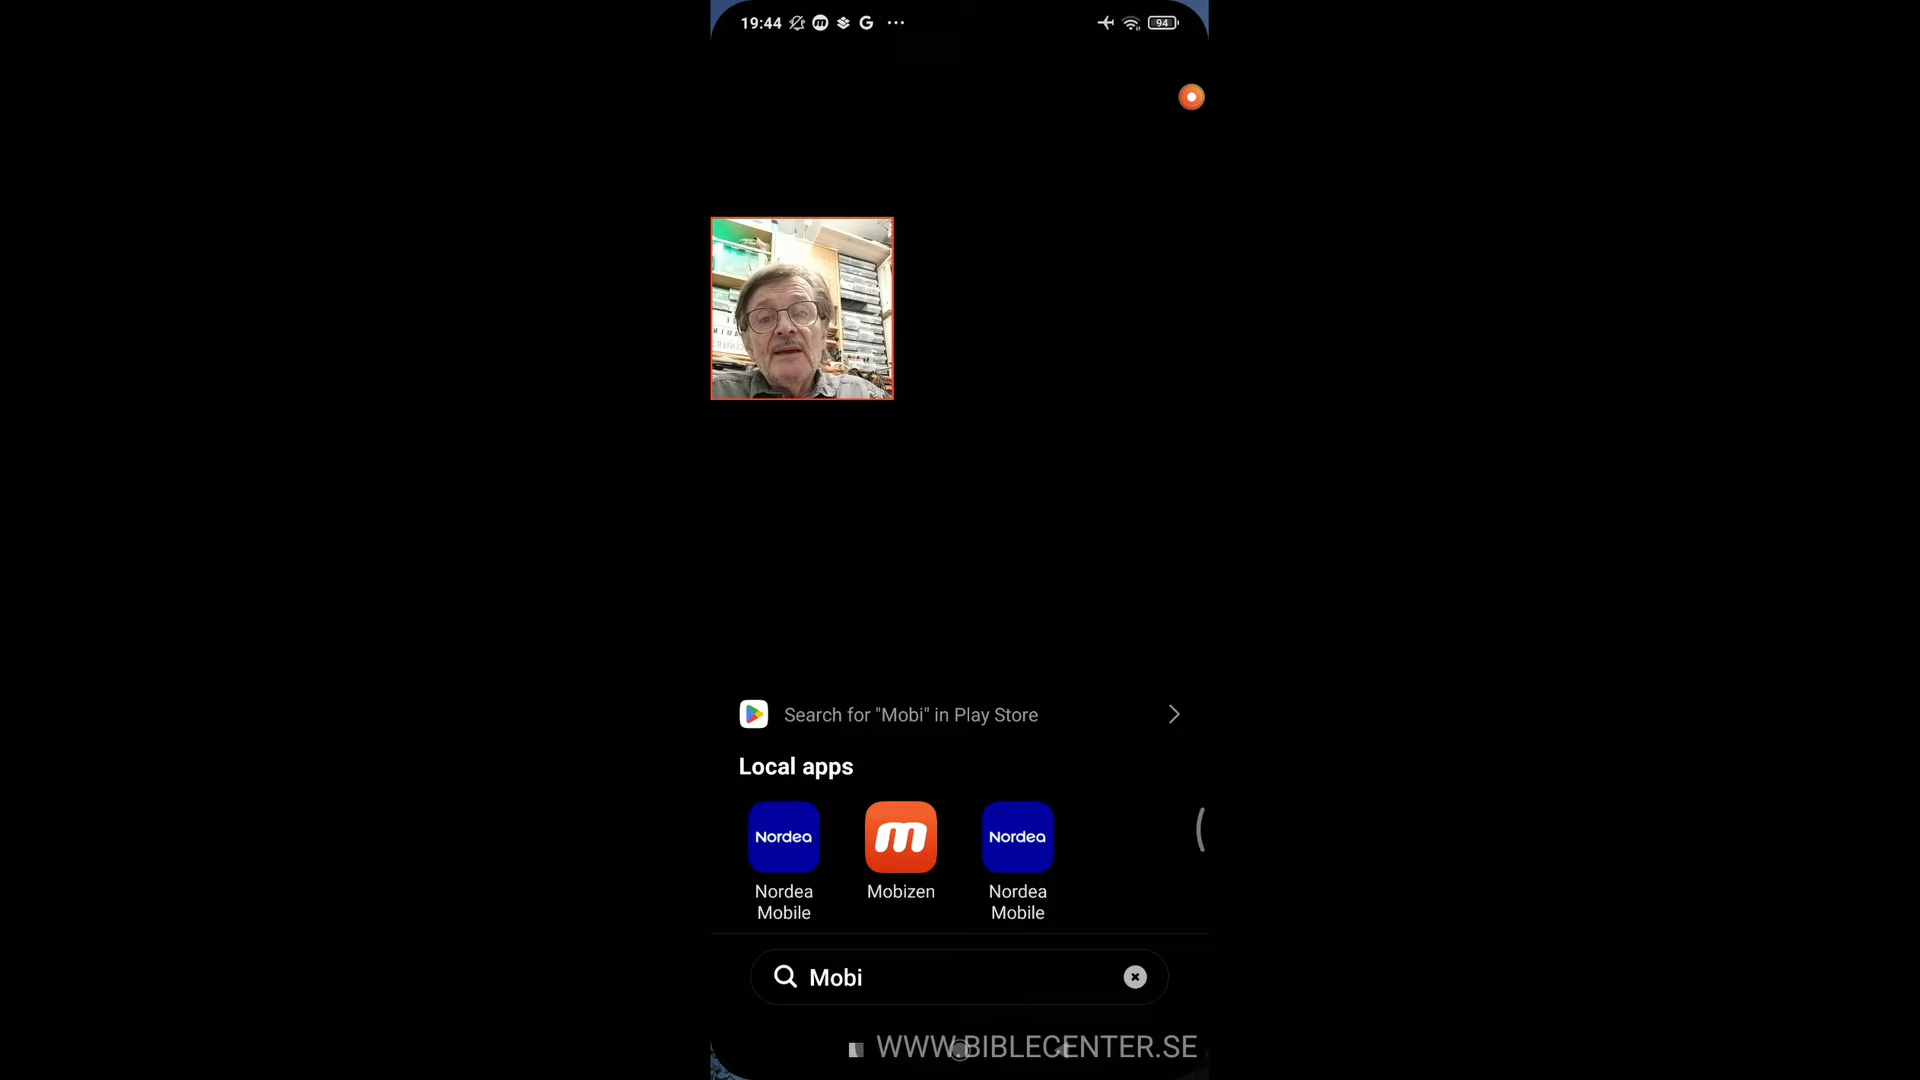 19:44
94
Search for "Mobi" in Play Store
Local apps
Nordea
m
Nordea
Nordea
Mobile
Mobizen
Nordea
Mobile
Mobi
WWW.BIBLECENTER.SE